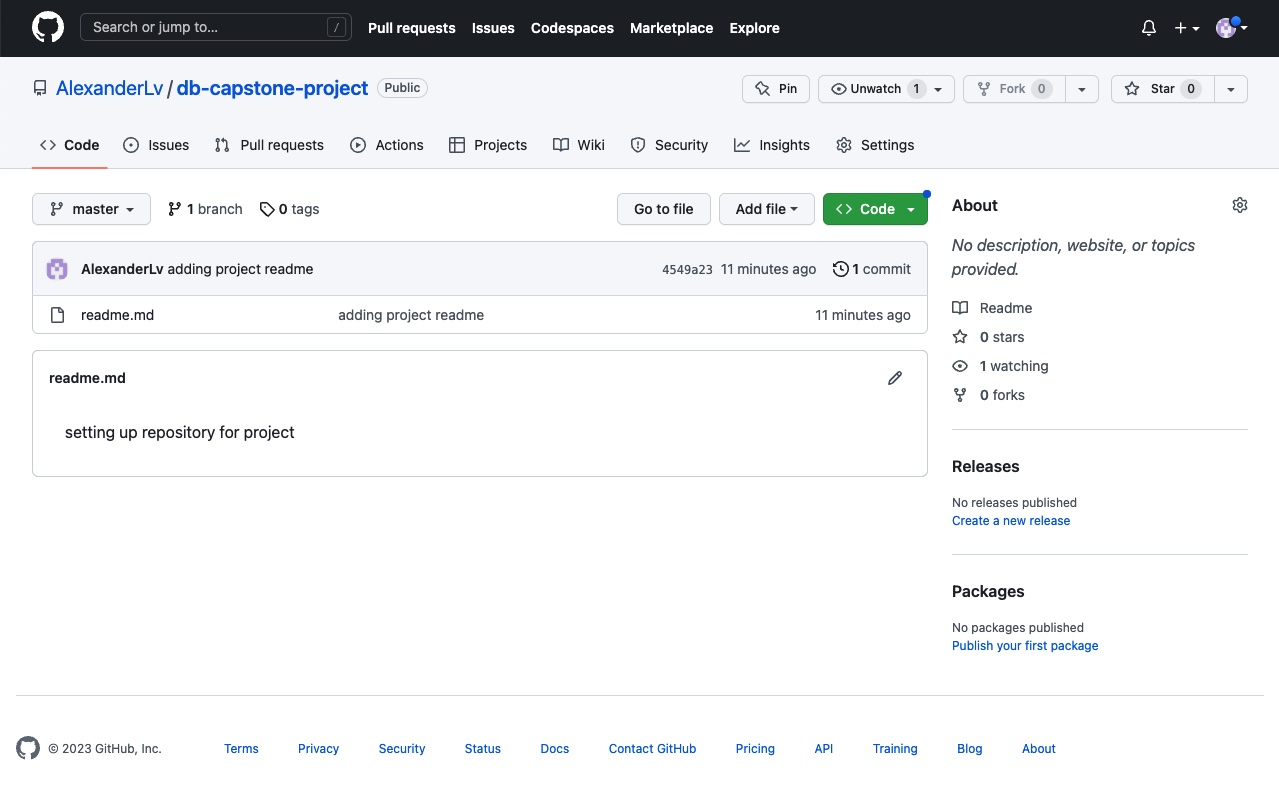 Search or jump to... / Pull requests Issues Codespaces Marketplace Explore
AlexanderLv / db-capstone-project Public Pin Unwatch 1 Fork 0 Star 0
Code Issues Pull requests Actions Projects Wiki Security Insights Settings
master 1 branch 0 tags Go to file Add file Code
AlexanderLv adding project readme 4549a23 11 minutes ago 1 commit
readme.md adding project readme 11 minutes ago
readme.md
setting up repository for project
About
No description, website, or topics
provided.
Readme
0 stars
1 watching
0 forks
Releases
No releases published
Create a new release
Packages
No packages published
Publish your first package
© 2023 GitHub, Inc. Terms Privacy Security Status Docs Contact GitHub Pricing API Training Blog About